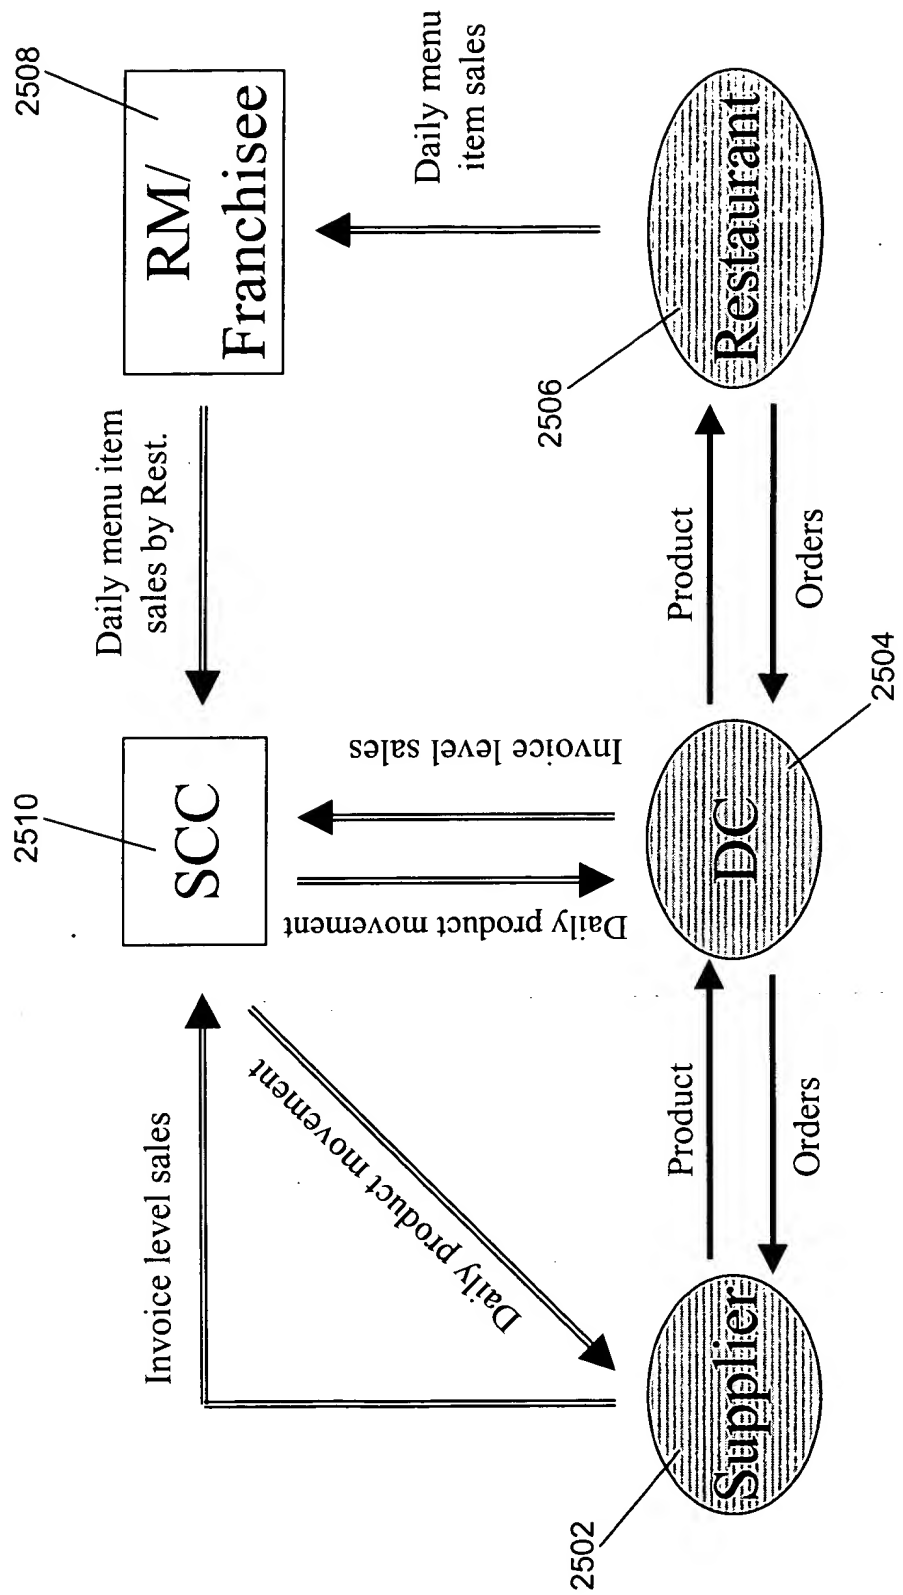 2510
SCC
Daily menu item
sales by Rest.
RM/
Franchisee
2508
Invoice level sales
Daily product movement
Daily product movement
Invoice level sales
Daily menu
item sales
2502
Supplier
Product
Orders
DC
2504
Product
Orders
2506
Restaurant